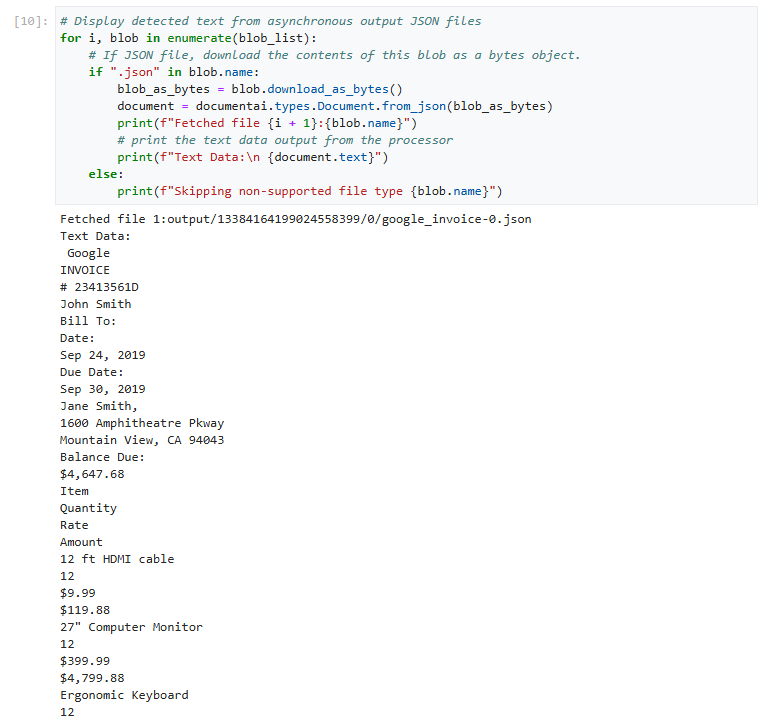 [10]: # Display detected text from asynchronous output JSON files
for i, blob in enumerate(blob_list):
    # If JSON file, download the contents of this blob as a bytes object.
    if ".json" in blob.name:
        blob_as_bytes = blob.download_as_bytes()
        document = documentai.types.Document.from_json(blob_as_bytes)
        print(f"Fetched file {i + 1}:{blob.name}")
        # print the text data output from the processor
        print(f"Text Data:\n {document.text}")
    else:
        print(f"Skipping non-supported file type {blob.name}")
Fetched file 1:output/13384164199024558399/0/google_invoice-0.json
Text Data:
 Google
INVOICE
# 23413561D
John Smith
Bill To:
Date:
Sep 24, 2019
Due Date:
Sep 30, 2019
Jane Smith,
1600 Amphitheatre Pkway
Mountain View, CA 94043
Balance Due:
$4,647.68
Item
Quantity
Rate
Amount
12 ft HDMI cable
12
$9.99
$119.88
27" Computer Monitor
12
$399.99
$4,799.88
Ergonomic Keyboard
12